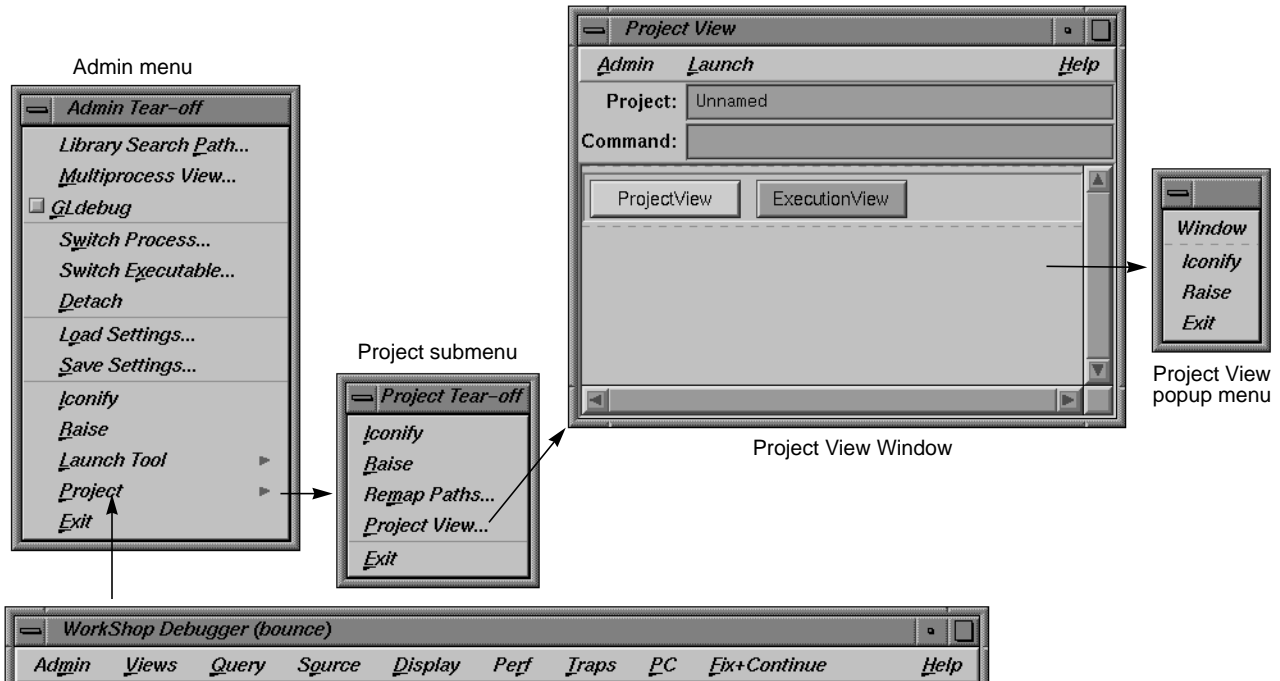 Admin menu
Admin Tear-off
Library Search Path...
Multiprocess View...
GLdebug
Switch Process...
Switch Executable...
Detach
Load Settings...
Save Settings...
Iconify
Raise
Launch Tool
Project
Exit
Project submenu
Project Tear-off
Iconify
Raise
Remap Paths...
Project View...
Exit
Project View
Admin Launch Help
Project: Unnamed
Command:
ProjectView ExecutionView
Project View Window
Window
Iconify
Raise
Exit
Project View
popup menu
WorkShop Debugger (bounce)
Admin Views Query Source Display Perf Traps PC Fix+Continue Help